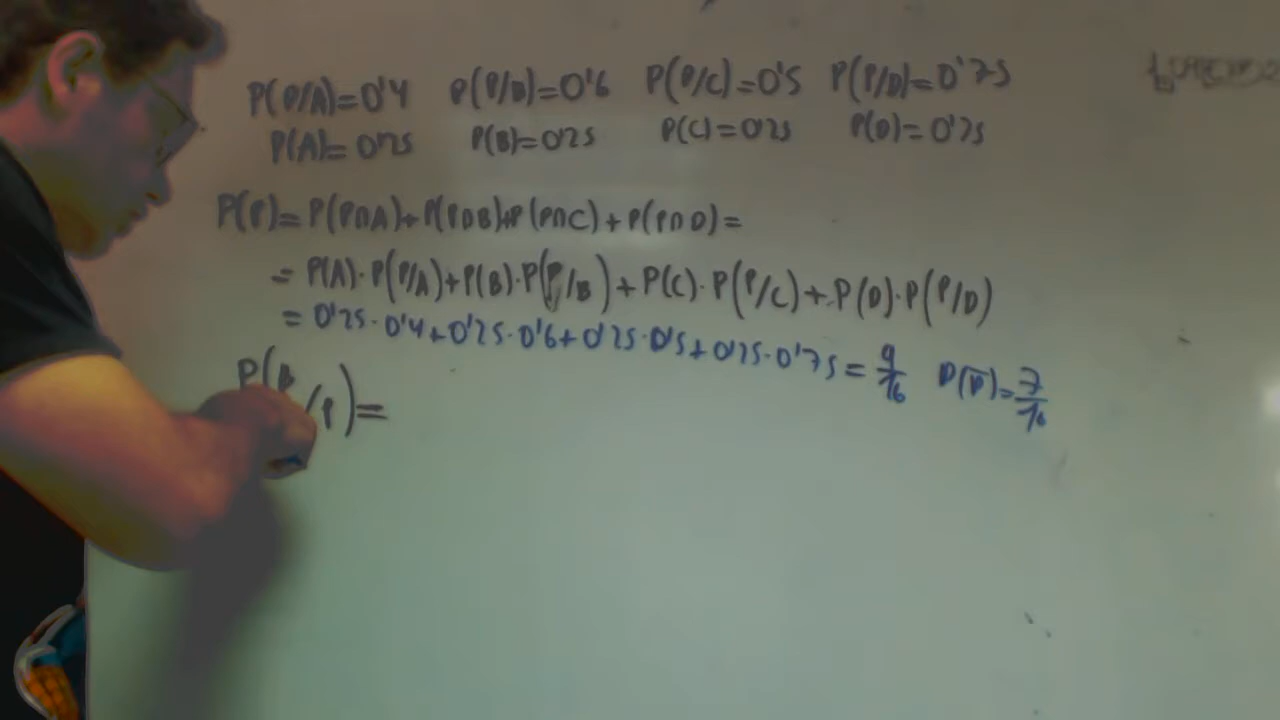 P(P/A)=0'4 P(P/B)=0'6 P(P/C)=0'5 P(P/D)=0'75
P(A)=0'25 P(B)=0'25 P(C)=0'25 P(D)=0'25
P(P)=P(P∩A)+P(P∩B)+P(P∩C)+P(P∩D)=
=P(A)·P(P/A)+P(B)·P(P/B)+P(C)·P(P/C)+P(D)·P(P/D)
=0'25·0'4+0'25·0'6+0'25·0'5+0'25·0'75=9/16 P(P̅)=7/16
P(B/P)=